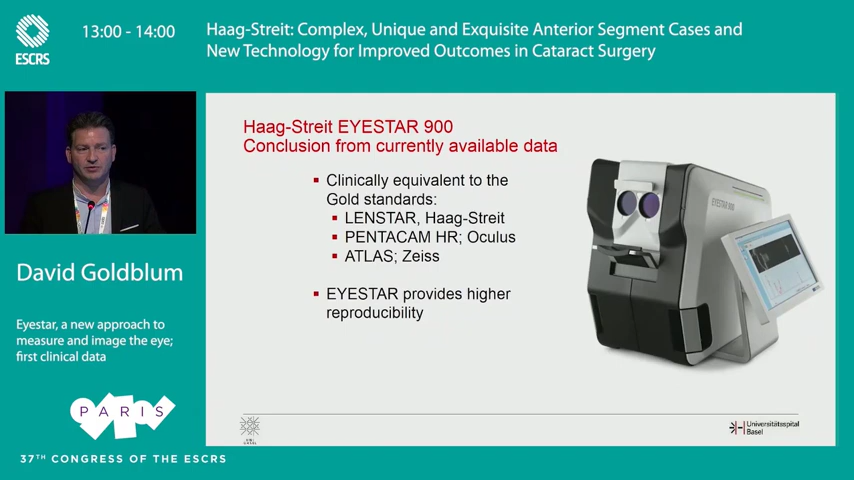 ESCRS
13:00 - 14:00
Haag-Streit: Complex, Unique and Exquisite Anterior Segment Cases and
New Technology for Improved Outcomes in Cataract Surgery
David Goldblum
Eyestar, a new approach to
measure and image the eye;
first clinical data
PARIS
37TH CONGRESS OF THE ESCRS
Haag-Streit EYESTAR 900
Conclusion from currently available data
▪ Clinically equivalent to the
Gold standards:
▪ LENSTAR, Haag-Streit
▪ PENTACAM HR; Oculus
▪ ATLAS; Zeiss
▪ EYESTAR provides higher
reproducibility
EYESTAR 900
Universitätsspital
Basel